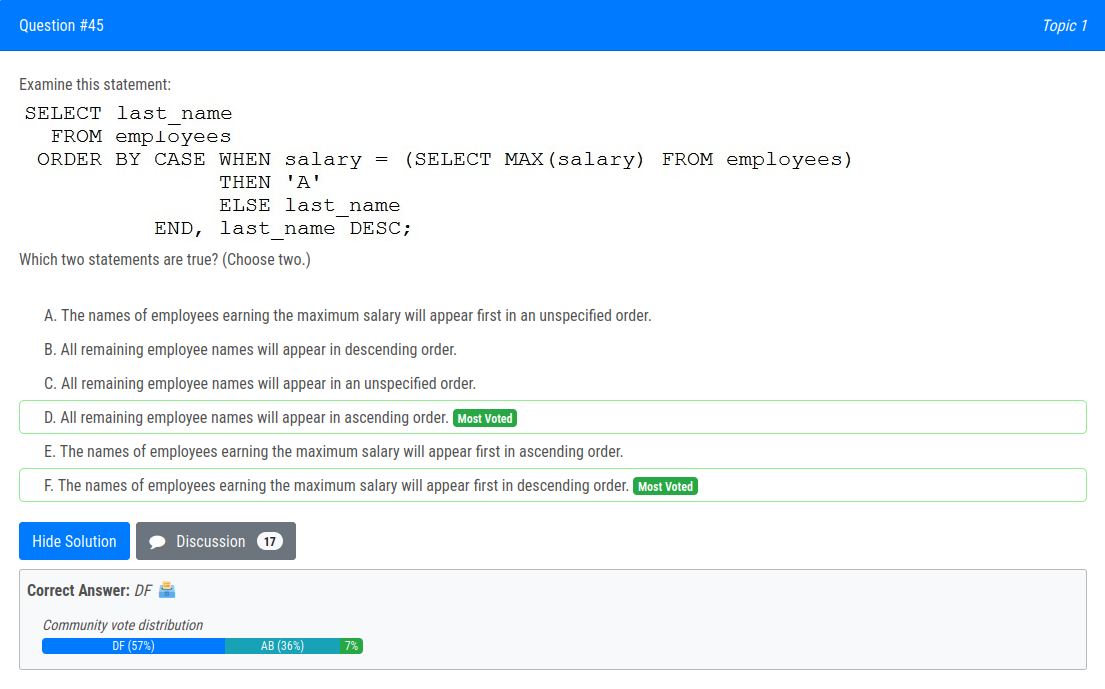 Question #45
Topic 1
Examine this statement:
SELECT last_name
FROM employees
ORDER BY CASE WHEN salary = (SELECT MAX(salary) FROM employees)
THEN 'A'
ELSE last_name
END, last_name DESC;
Which two statements are true? (Choose two.)
A. The names of employees earning the maximum salary will appear first in an unspecified order.
B. All remaining employee names will appear in descending order.
C. All remaining employee names will appear in an unspecified order.
D. All remaining employee names will appear in ascending order. Most Voted
E. The names of employees earning the maximum salary will appear first in ascending order.
F. The names of employees earning the maximum salary will appear first in descending order. Most Voted
Hide Solution
Discussion 17
Correct Answer: DF
Community vote distribution
DF (57%) AB (36%) 7%